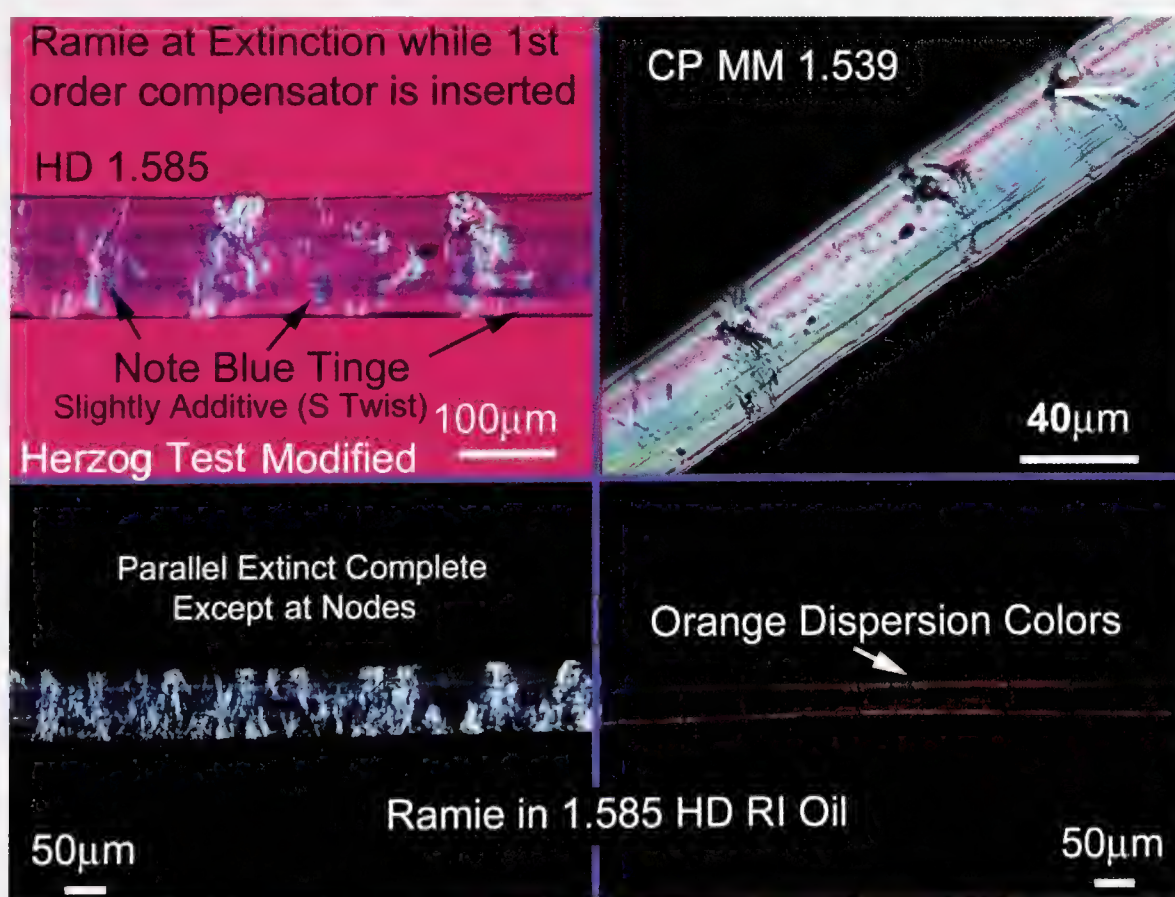 Ramie at Extinction while 1st
order compensator is inserted
HD 1.585
Note Blue Tinge
Slightly Additive (S Twist)
100µm
Herzog Test Modified
CP MM 1.539
40µm
Parallel Extinct Complete
Except at Nodes
Orange Dispersion Colors
Ramie in 1.585 HD RI Oil
50µm
50µm